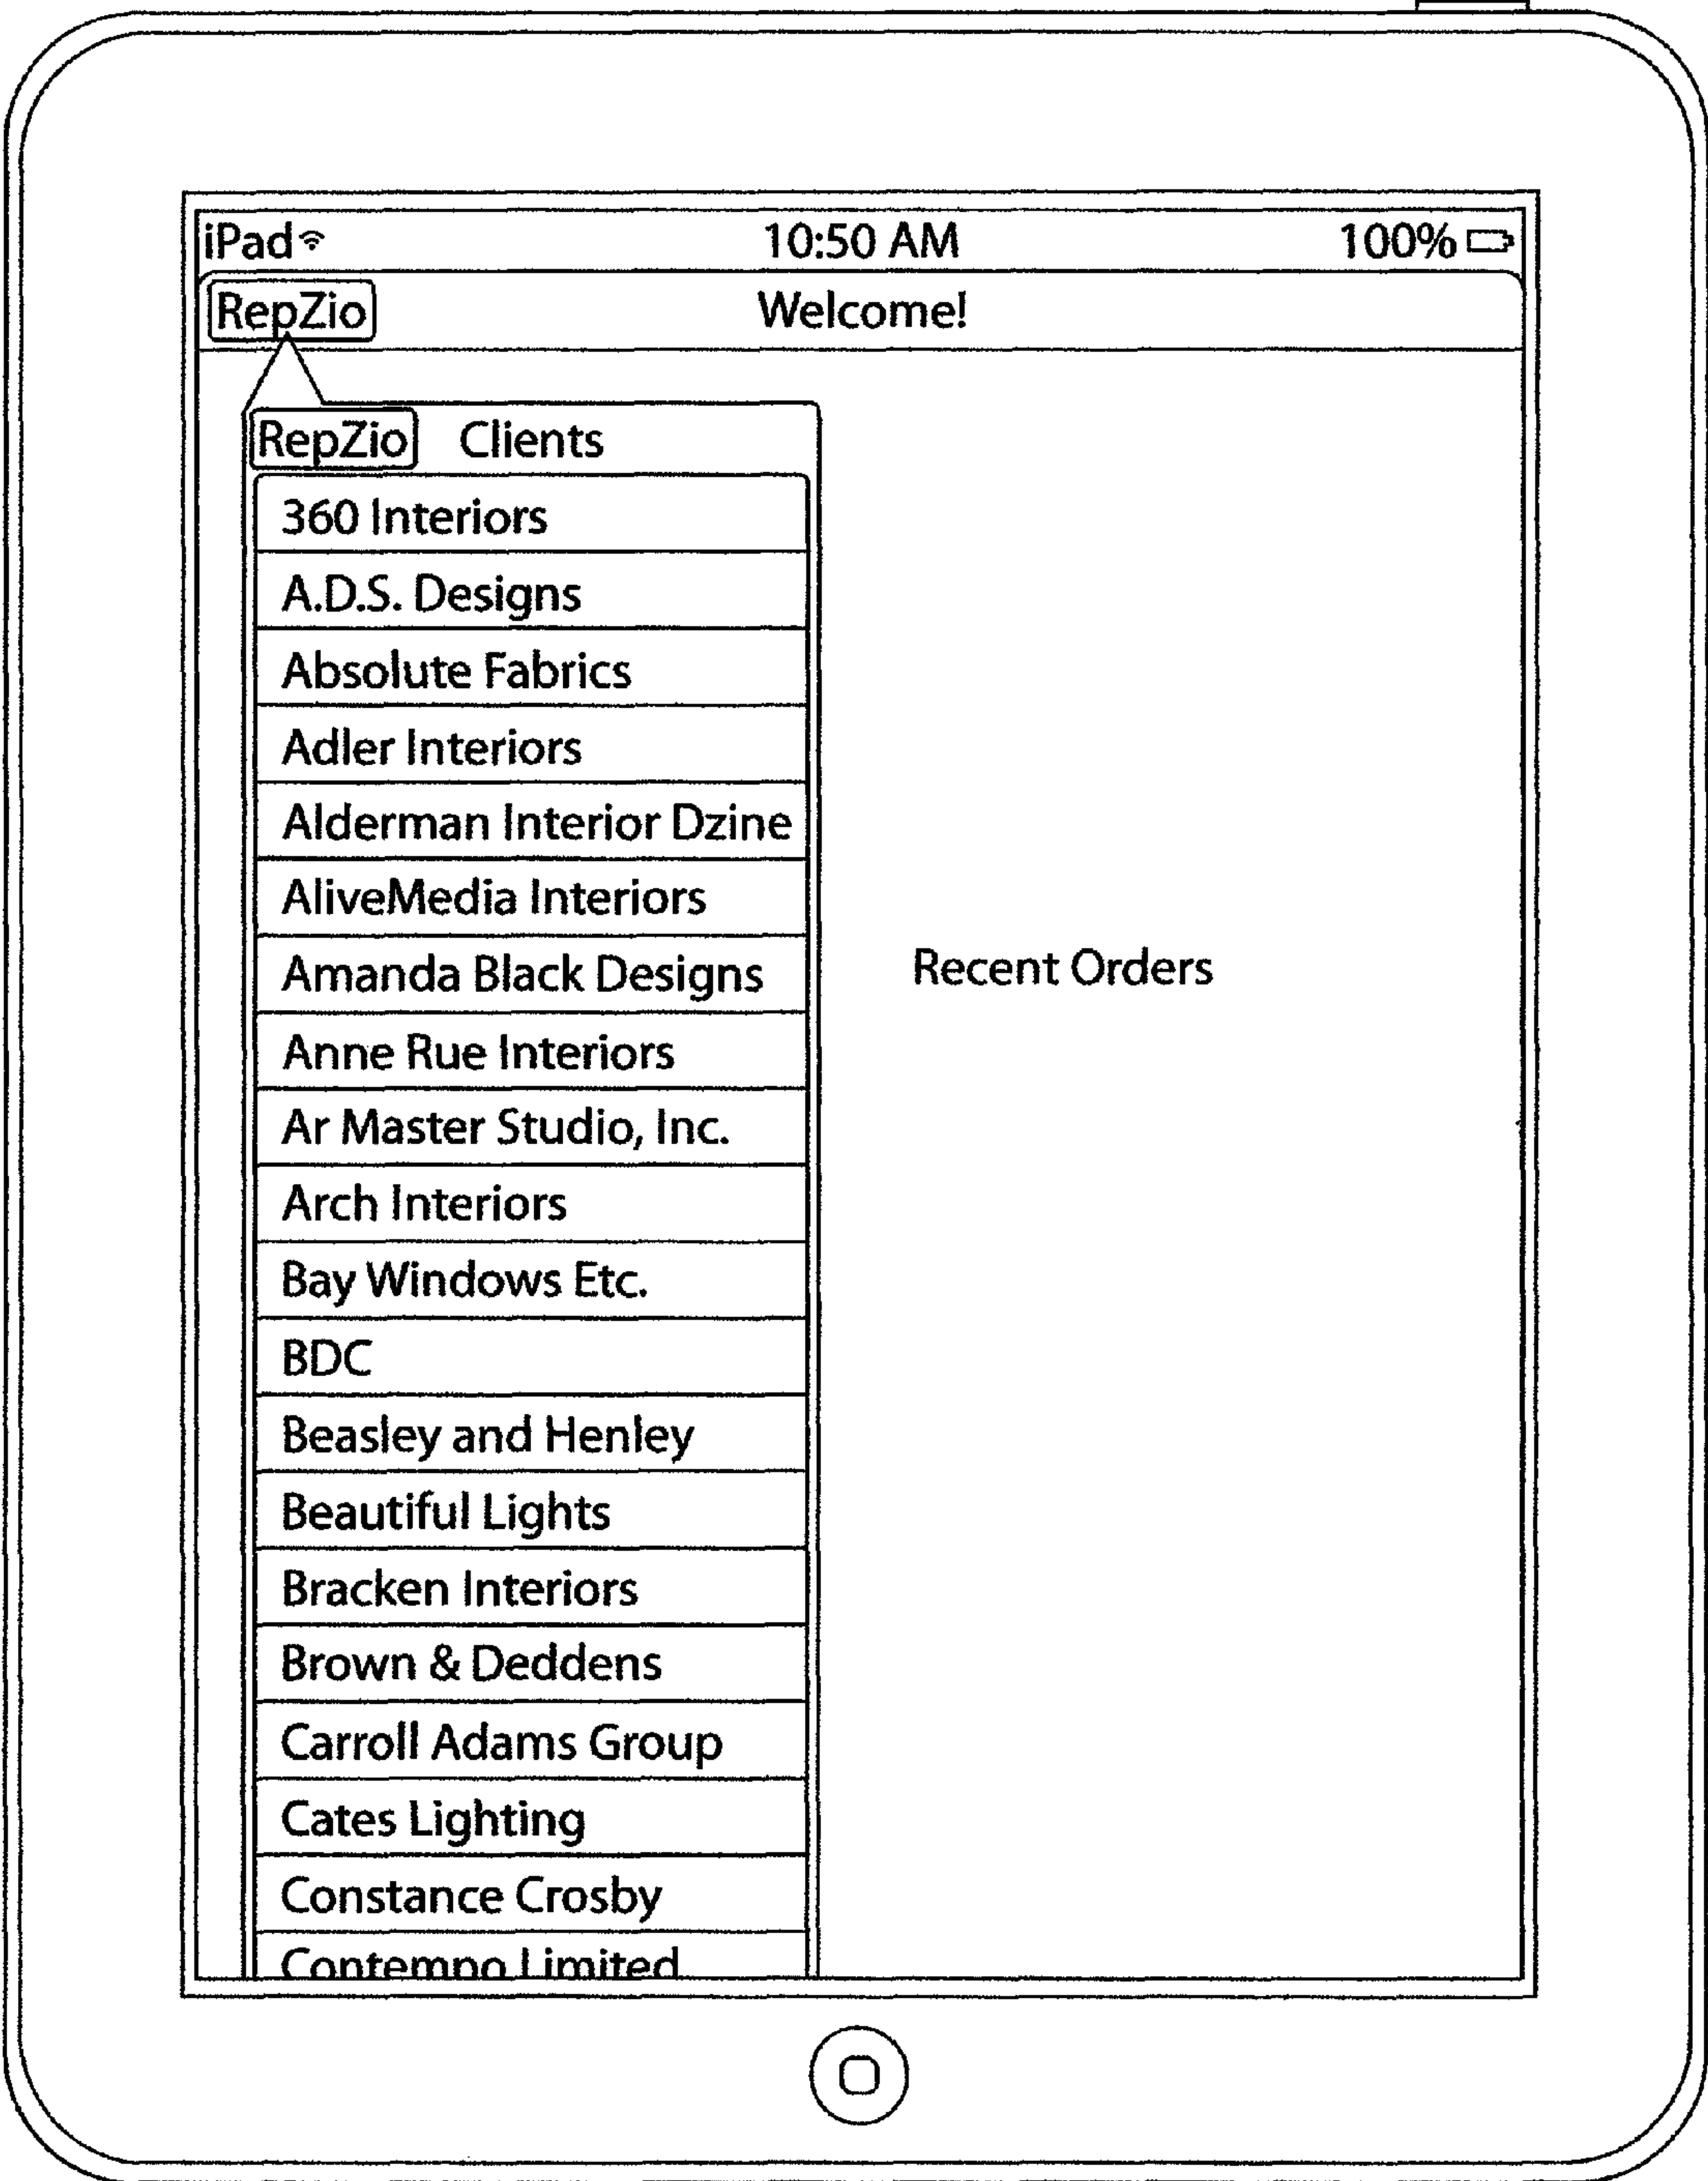 iPad 10:50 AM 100%
RepZio Welcome!
RepZio Clients
360 Interiors
A.D.S. Designs
Absolute Fabrics
Adler Interiors
Alderman Interior Dzine
AliveMedia Interiors
Amanda Black Designs
Recent Orders
Anne Rue Interiors
Ar Master Studio, Inc.
Arch Interiors
Bay Windows Etc.
BDC
Beasley and Henley
Beautiful Lights
Bracken Interiors
Brown & Deddens
Carroll Adams Group
Cates Lighting
Constance Crosby
Contempo Limited